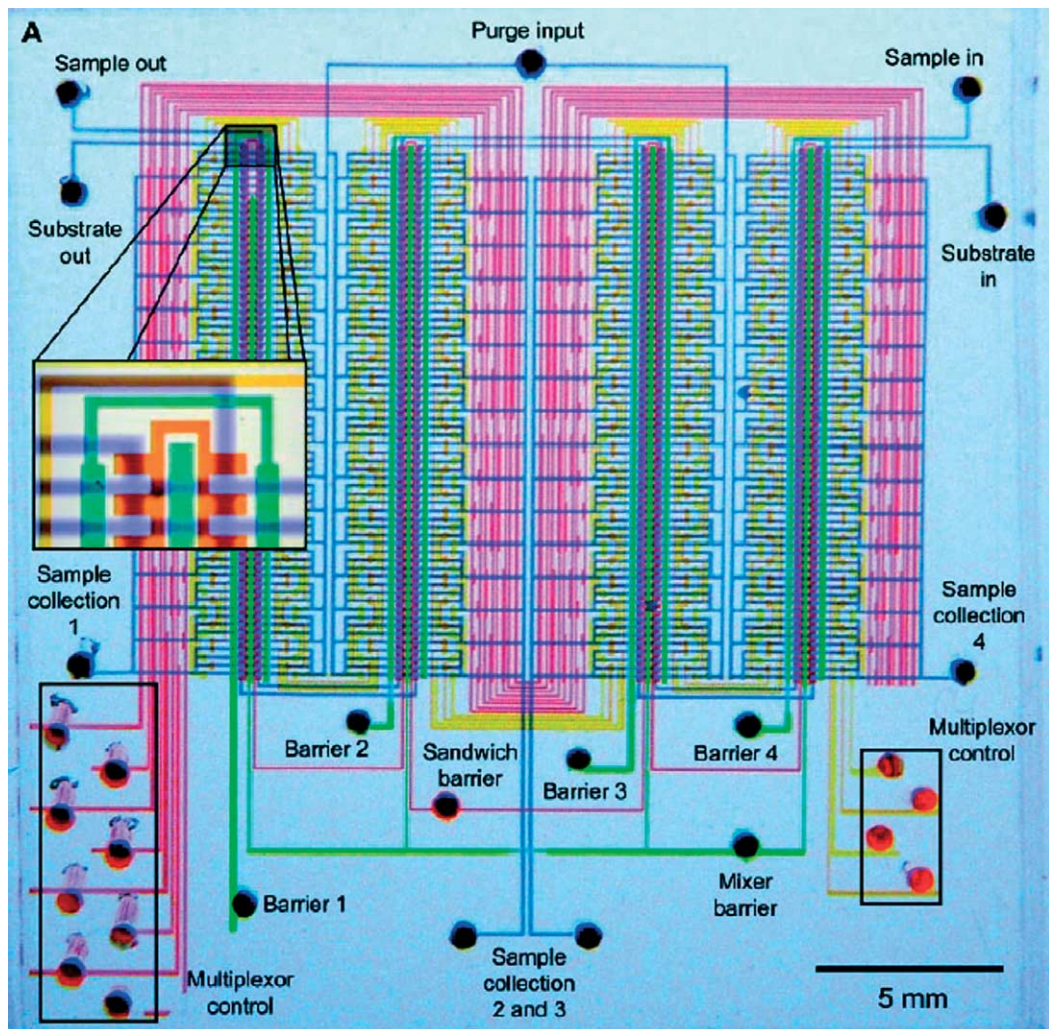 A
Purge input
Sample out
Sample in
Substrate
out
Substrate
in
Sample
collection
1
Sample
collection
4
Barrier 2
Sandwich
barrier
Barrier 3
Barrier 4
Multiplexor
control
Barrier 1
Mixer
barrier
Multiplexor
control
Sample
collection
2 and 3
5 mm